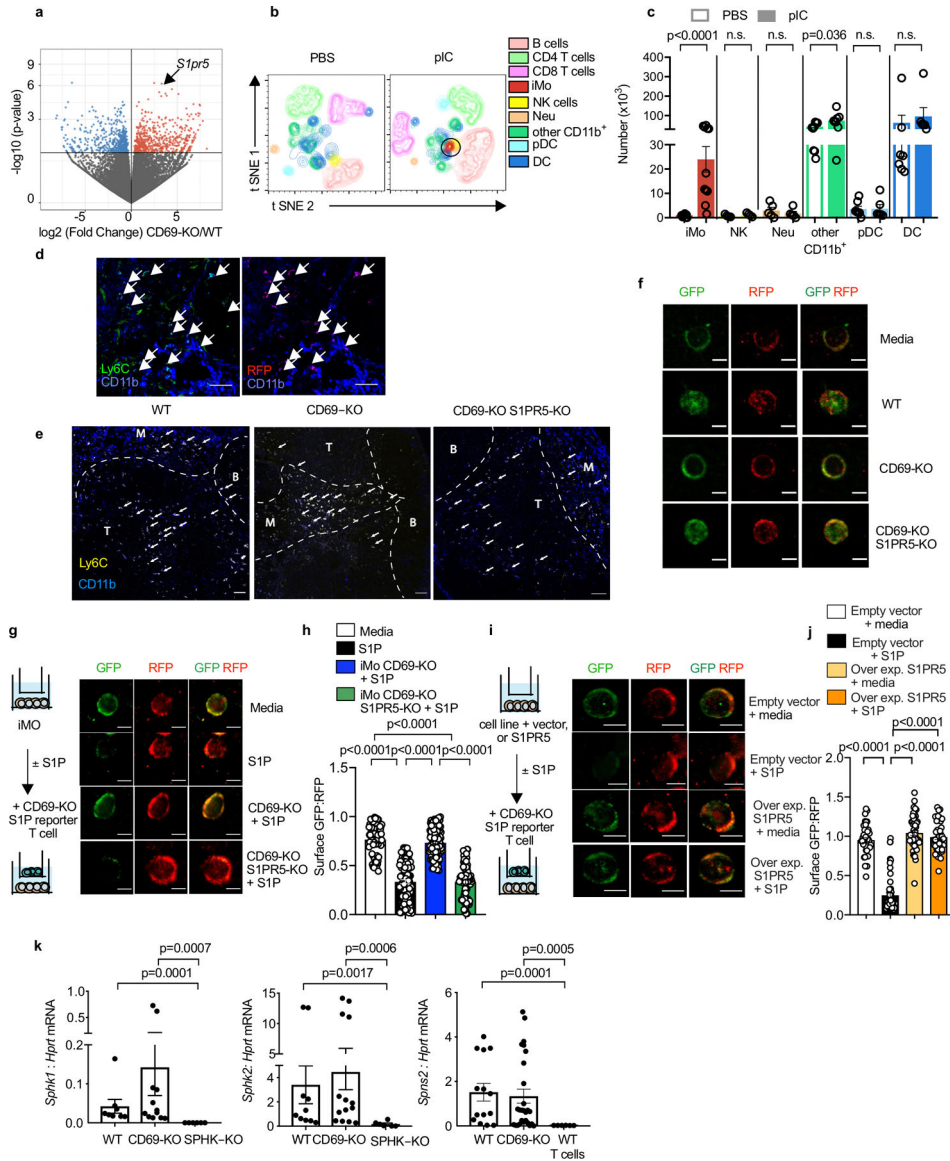 a
-log10 (p-value)
9
6
3
0
S1pr5
-5
0
5
log2 (Fold Change) CD69-KO/WT
b
PBS
pIC
t SNE 1
t SNE 2
B cells
CD4 T cells
CD8 T cells
iMo
NK cells
Neu
other CD11b+
pDC
DC
c
PBS
pIC
p<0.0001
n.s.
n.s.
p=0.036
n.s.
n.s.
Number (x10³)
400
300
200
100
30
20
10
0
iMo
NK
Neu
other
CD11b+
pDC
DC
d
Ly6C
CD11b
RFP
CD11b
WT
CD69−KO
CD69-KO S1PR5-KO
e
M
B
T
Ly6C
CD11b
T
M
B
B
M
T
f
GFP
RFP
GFP RFP
Media
WT
CD69-KO
CD69-KO
S1PR5-KO
g
iMO
± S1P
+ CD69-KO
S1P reporter
T cell
GFP
RFP
GFP RFP
Media
S1P
CD69-KO
+ S1P
CD69-KO
S1PR5-KO
+ S1P
h
Media
S1P
iMo CD69-KO
+ S1P
iMo CD69-KO
S1PR5-KO + S1P
p<0.0001
p<0.0001
p<0.0001
p<0.0001
Surface GFP:RFP
1.5
1.0
0.5
0.0
i
cell line + vector,
or S1PR5
± S1P
+ CD69-KO
S1P reporter
T cell
GFP
RFP
GFP RFP
Empty vector
+ media
Empty vector
+ S1P
Over exp.
S1PR5
+ media
Over exp.
S1PR5
+ S1P
j
Empty vector
+ media
Empty vector
+ S1P
Over exp. S1PR5
+ media
Over exp. S1PR5
+ S1P
p<0.0001
p<0.0001
p<0.0001
Surface GFP:RFP
2.0
1.5
1.0
0.5
0.0
k
p=0.0007
p=0.0001
Sphk1 : Hprt mRNA
0.8
0.6
0.4
0.2
0.1
0.0
WT
CD69-KO
SPHK−KO
p=0.0006
p=0.0017
Sphk2: Hprt mRNA
15
10
5
4
2
0
WT
CD69-KO
SPHK−KO
p=0.0005
p=0.0001
Spns2 : Hprt mRNA
6
5
4
3
2
1
0
WT
CD69-KO
WT
T cells